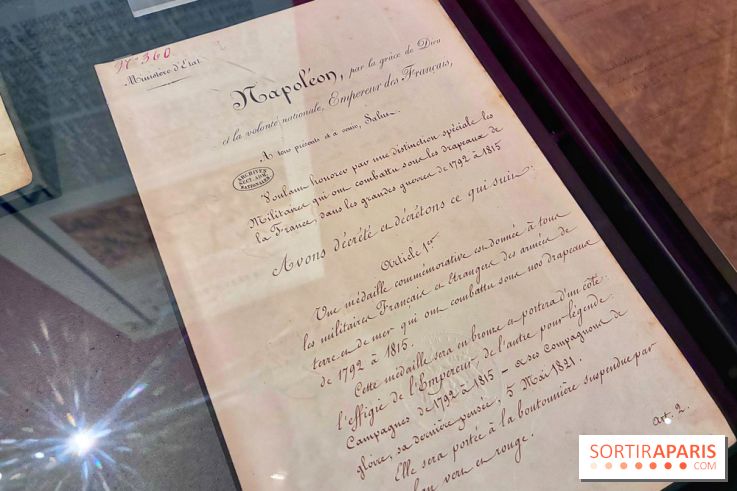 N° 360
Ministère d'Etat
Napoléon, par la grâce de Dieu
et la volonté nationale, Empereur des Français,
A tous présents et à venir, Salut.
ARCHIVES
NATIONALES
Voulant honorer par une distinction spéciale les
Militaires qui ont combattu sous les drapeaux de
la France, dans les grandes guerres de 1792 à 1815
Avons décrété et décrétons ce qui suit:
Article 1er
Une médaille commémorative est donnée à tous
les militaires Français et Etrangers des armées de
terre et de mer qui ont combattu sous nos drapeaux
de 1792 à 1815.
Cette médaille sera en bronze et portera d'un côté
l'effigie de l'Empereur, de l'autre pour légende:
Campagnes de 1792 à 1815 - à ses Compagnons de
gloire, sa dernière pensée, 5 Mai 1821.
Elle sera portée à la boutonnière suspendue par
vert et rouge.
Art. 2.
SORTIRAPARIS
.COM